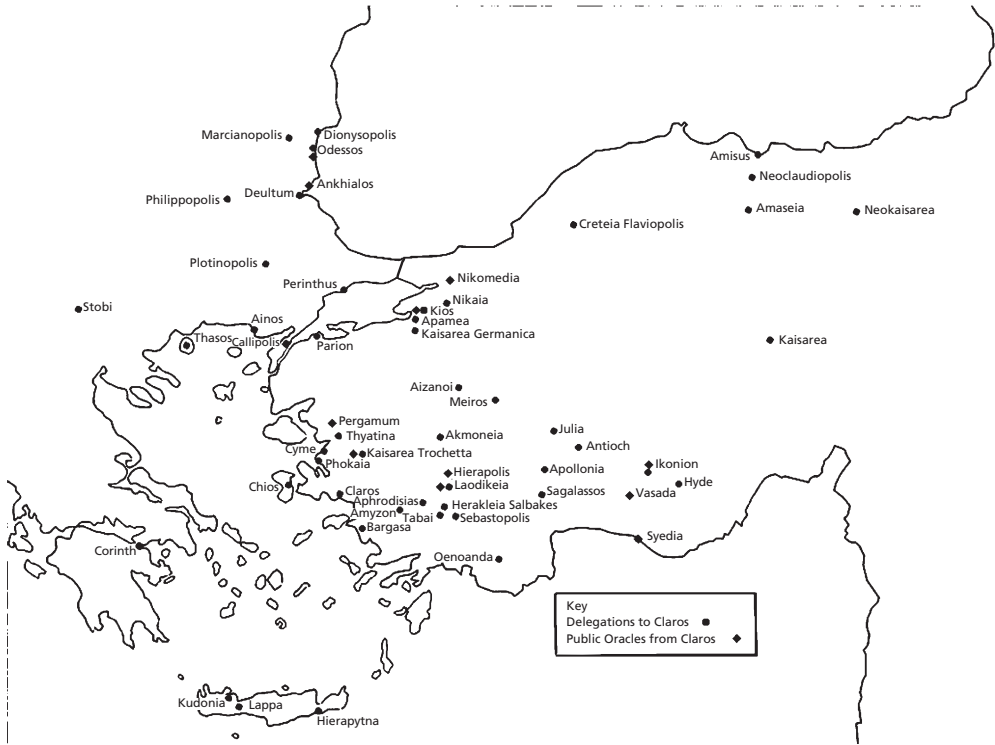 Marcianopolis
Dionysopolis
Odessos
Amisus
Neoclaudiopolis
Ankhialos
Deultum
Philippopolis
Amaseia
Neokaisarea
Creteia Flaviopolis
Plotinopolis
Nikomedia
Perinthus
Nikaia
Stobi
Kios
Ainos
Apamea
Kaisarea Germanica
Thasos
Callipolis
Parion
Kaisarea
Aizanoi
Meiros
Pergamum
Julia
Thyatina
Akmoneia
Antioch
Cyme
Kaisarea Trochetta
Phokaia
Ikonion
Hierapolis
Apollonia
Chios
Laodikeia
Hyde
Claros
Sagalassos
Vasada
Aphrodisias
Herakleia Salbakes
Amyzon
Tabai
Sebastopolis
Bargasa
Syedia
Corinth
Oenoanda
Key
Delegations to Claros
Public Oracles from Claros
Kudonia
Lappa
Hierapytna